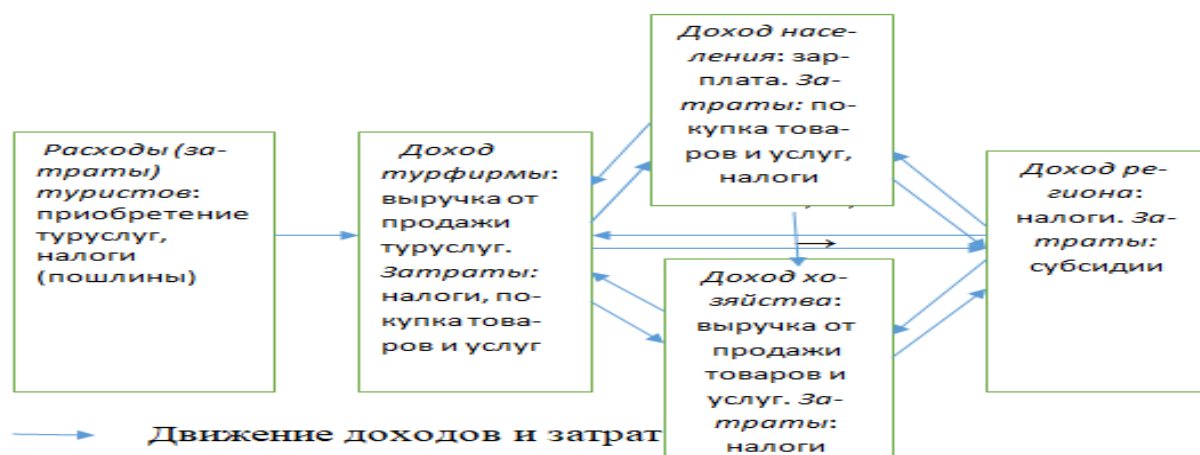 Расходы (за-
траты)
туристов:
приобретение
туруслуг,
налоги
(пошлины)
Доход
турфирмы:
выручка от
продажи
туруслуг.
Затраты:
налоги, по-
купка това-
ров и услуг
Доход насе-
ления: зар-
плата. За-
траты: по-
купка това-
ров и услуг,
налоги
Доход хо-
зяйства:
выручка от
продажи
товаров и
услуг. За-
траты:
налоги
Доход ре-
гиона:
налоги. За-
траты:
субсидии
Движение доходов и затрат